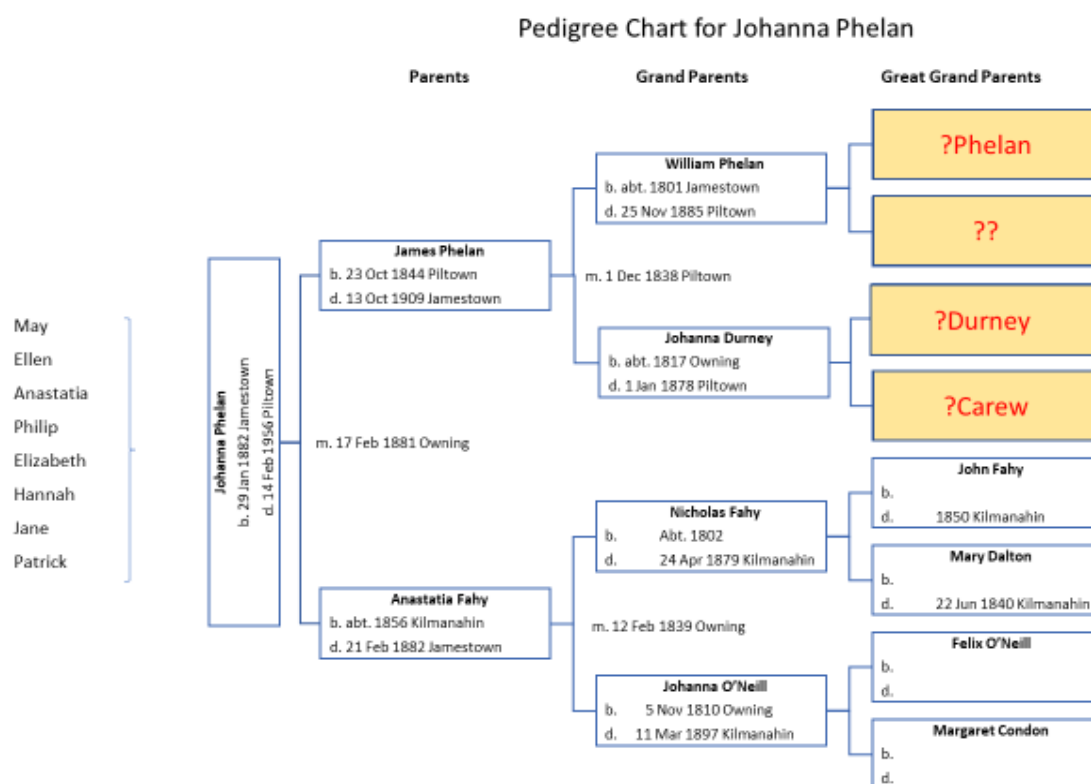 Pedigree Chart for Johanna Phelan
Parents
Grand Parents
Great Grand Parents
May
Ellen
Anastatia
Philip
Elizabeth
Hannah
Jane
Patrick
Johanna Phelan
b. 29 Jan 1882 Jamestown
d. 14 Feb 1956 Piltown
James Phelan
b. 23 Oct 1844 Piltown
d. 13 Oct 1909 Jamestown
m. 17 Feb 1881 Owning
Anastatia Fahy
b. abt. 1856 Kilmanahin
d. 21 Feb 1882 Jamestown
William Phelan
b. abt. 1801 Jamestown
d. 25 Nov 1885 Piltown
m. 1 Dec 1838 Piltown
Johanna Durney
b. abt. 1817 Owning
d. 1 Jan 1878 Piltown
Nicholas Fahy
b. Abt. 1802
d. 24 Apr 1879 Kilmanahin
m. 12 Feb 1839 Owning
Johanna O'Neill
b. 5 Nov 1810 Owning
d. 11 Mar 1897 Kilmanahin
?Phelan
??
?Durney
?Carew
John Fahy
b.
d. 1850 Kilmanahin
Mary Dalton
b.
d. 22 Jun 1840 Kilmanahin
Felix O'Neill
b.
d.
Margaret Condon
b.
d.